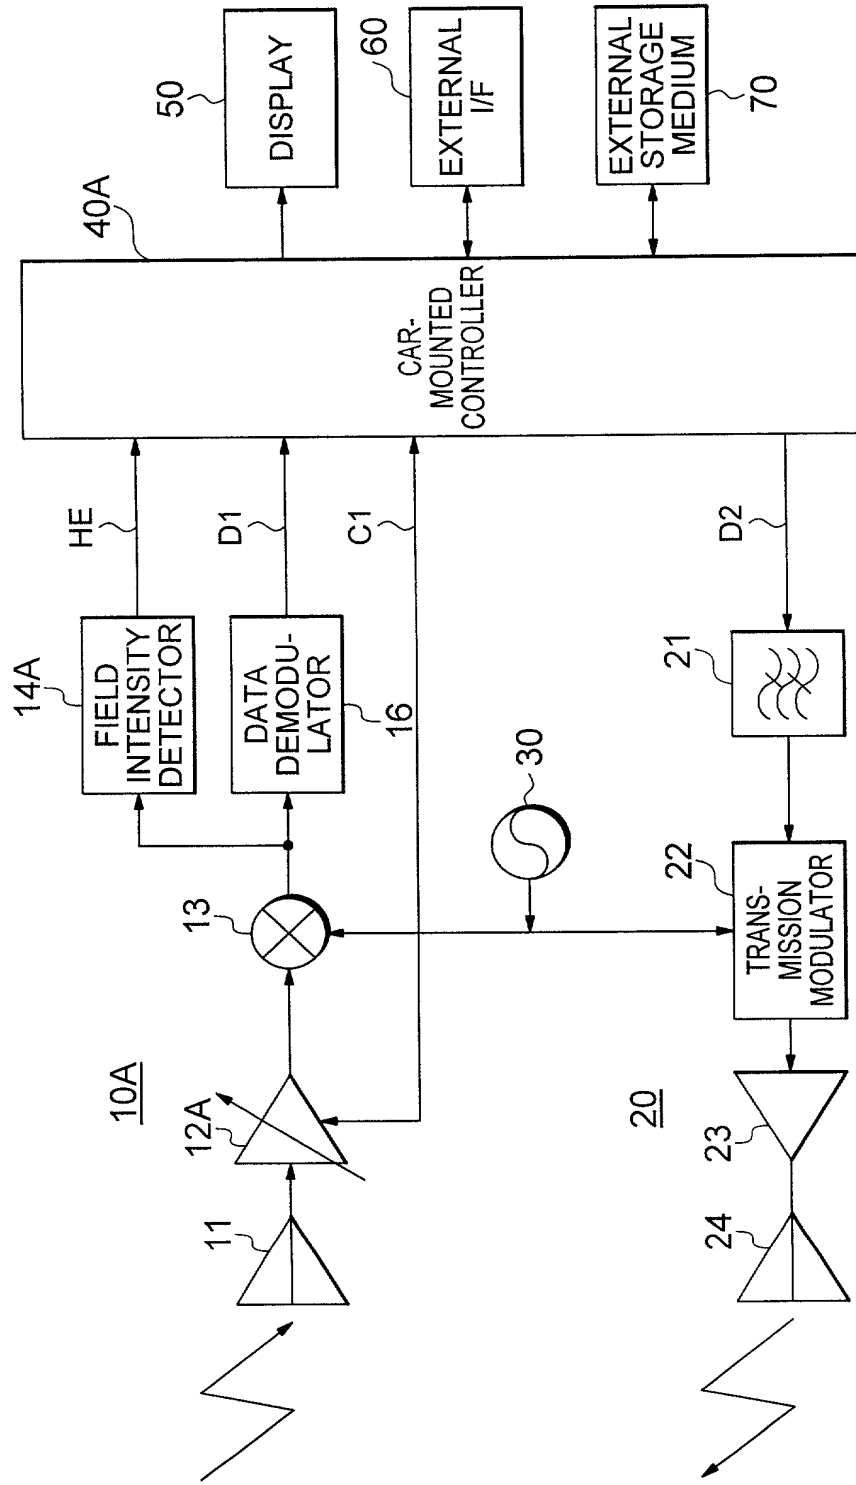 10A
11
12A
13
14A
FIELD
INTENSITY
DETECTOR
HE
DATA
DEMODU-
LATOR
16
D1
C1
40A
CAR-
MOUNTED
CONTROLLER
50
DISPLAY
60
EXTERNAL
I/F
EXTERNAL
STORAGE
MEDIUM
70
30
20
24
23
22
TRANS-
MISSION
MODULATOR
21
D2